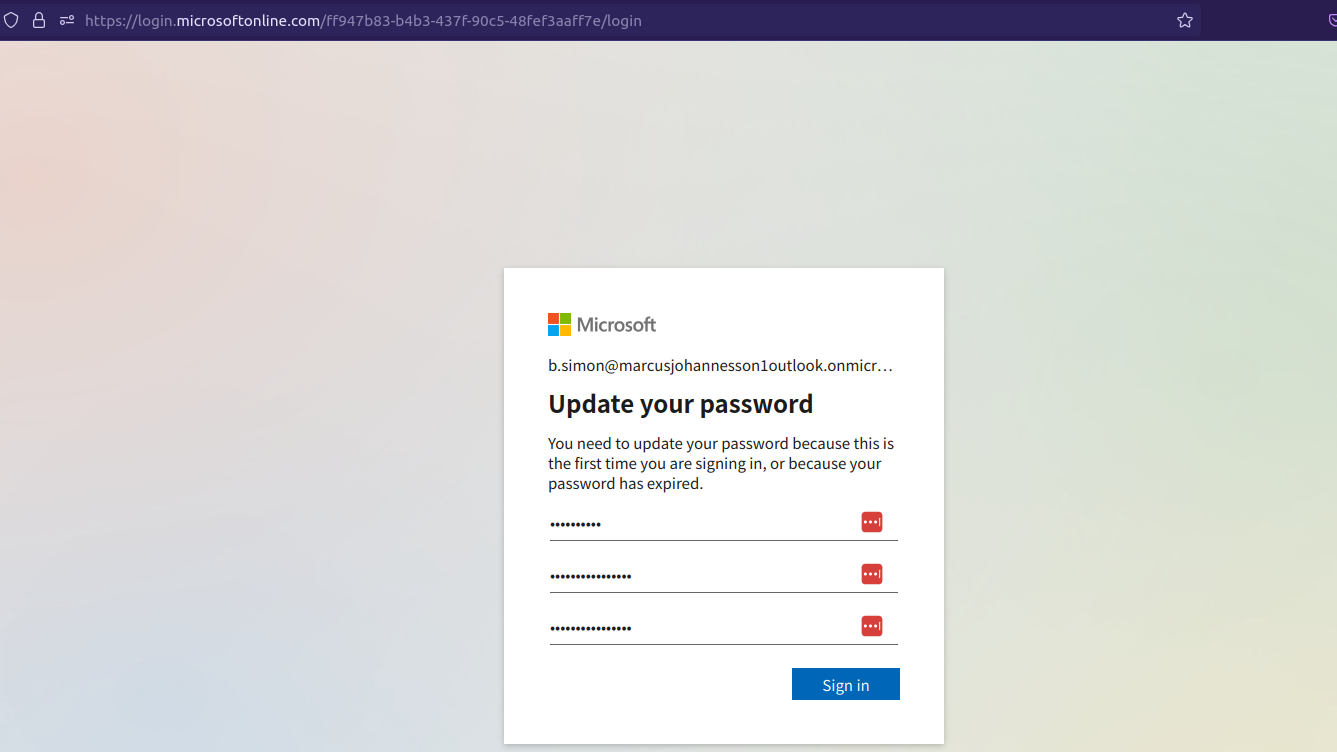 https://login.microsoftonline.com/ff947b83-b4b3-437f-90c5-48fef3aaff7e/login
Microsoft
b.simon@marcusjohannesson1outlook.onmicr…
Update your password
You need to update your password because this is
the first time you are signing in, or because your
password has expired.
••••••••••
••••••••••••••••
••••••••••••••••
Sign in